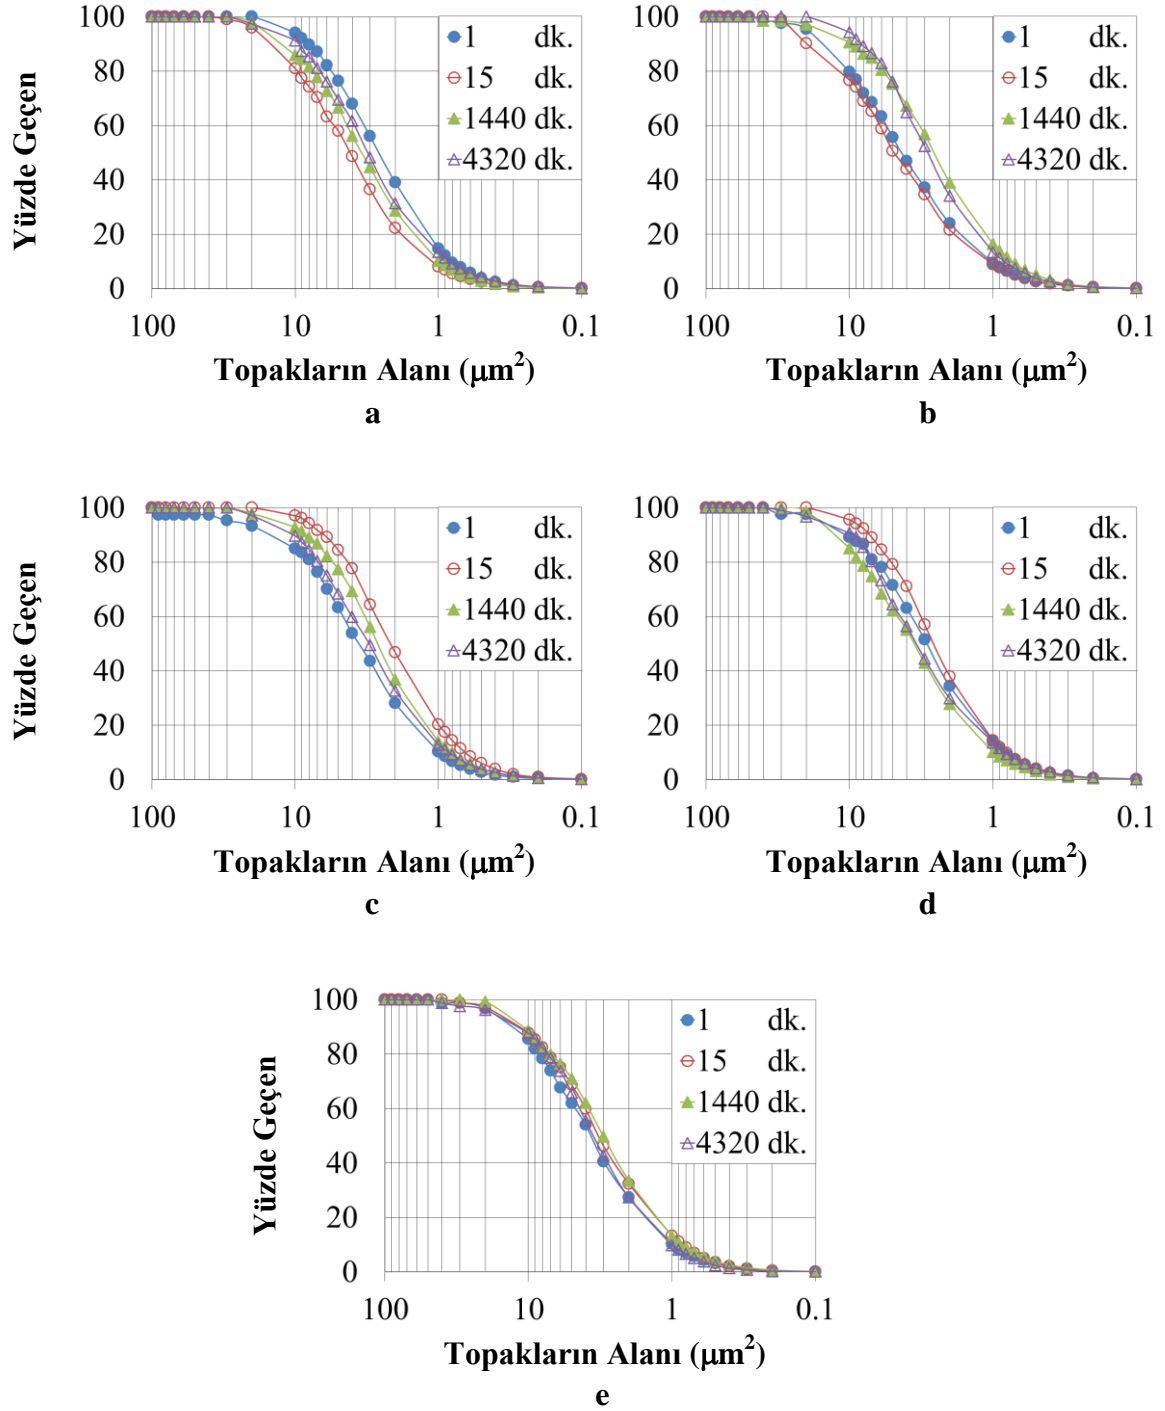 Yüzde Geçen
100
80
60
40
20
0
1 dk.
15 dk.
1440 dk.
4320 dk.
100 10 1 0.1
Topakların Alanı (µm²)
a
100
80
60
40
20
0
1 dk.
15 dk.
1440 dk.
4320 dk.
100 10 1 0.1
Topakların Alanı (µm²)
b
Yüzde Geçen
100
80
60
40
20
0
1 dk.
15 dk.
1440 dk.
4320 dk.
100 10 1 0.1
Topakların Alanı (µm²)
c
100
80
60
40
20
0
1 dk.
15 dk.
1440 dk.
4320 dk.
100 10 1 0.1
Topakların Alanı (µm²)
d
Yüzde Geçen
100
80
60
40
20
0
1 dk.
15 dk.
1440 dk.
4320 dk.
100 10 1 0.1
Topakların Alanı (µm²)
e